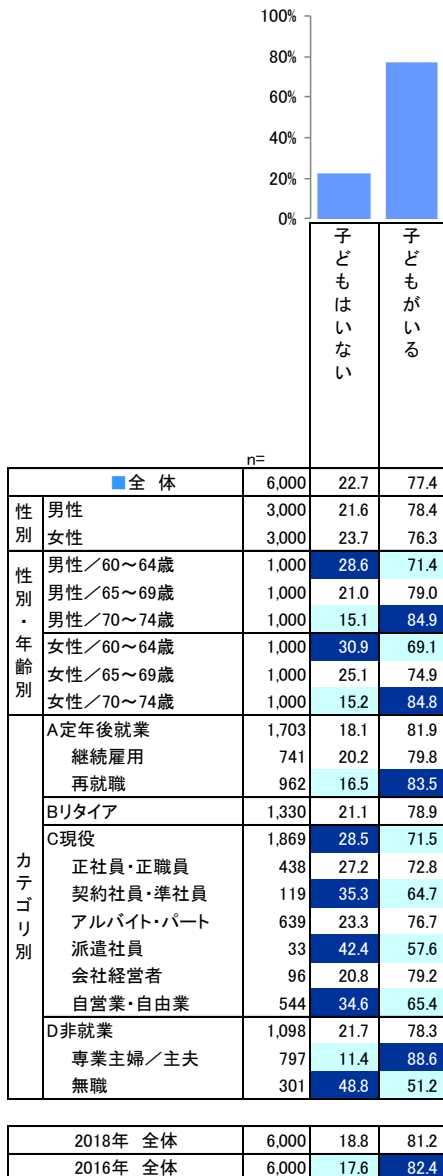 100%
80%
60%
40%
20%
0%
子どもはいない
子どもがいる
n=
全 体 6,000 22.7 77.4
性別
男性 3,000 21.6 78.4
女性 3,000 23.7 76.3
性別・年齢別
男性／60～64歳 1,000 28.6 71.4
男性／65～69歳 1,000 21.0 79.0
男性／70～74歳 1,000 15.1 84.9
女性／60～64歳 1,000 30.9 69.1
女性／65～69歳 1,000 25.1 74.9
女性／70～74歳 1,000 15.2 84.8
カテゴリ別
A定年後就業 1,703 18.1 81.9
継続雇用 741 20.2 79.8
再就職 962 16.5 83.5
Bリタイア 1,330 21.1 78.9
C現役 1,869 28.5 71.5
正社員・正職員 438 27.2 72.8
契約社員・準社員 119 35.3 64.7
アルバイト・パート 639 23.3 76.7
派遣社員 33 42.4 57.6
会社経営者 96 20.8 79.2
自営業・自由業 544 34.6 65.4
D非就業 1,098 21.7 78.3
専業主婦／主夫 797 11.4 88.6
無職 301 48.8 51.2
2018年 全体 6,000 18.8 81.2
2016年 全体 6,000 17.6 82.4